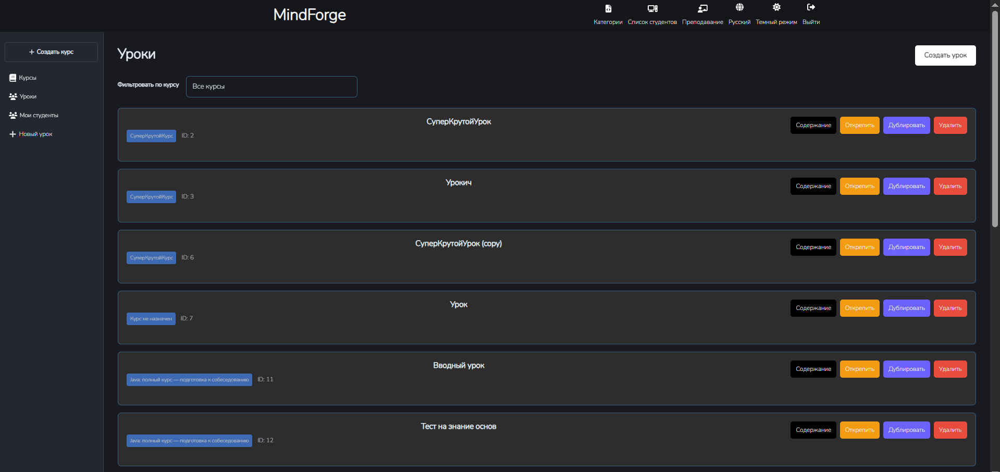 MindForge
Категории Список студентов Преподавание Русский Темный режим Выйти
+ Создать курс
Курсы
Уроки
Мои студенты
Новый урок
Уроки
Создать урок
Фильтровать по курсу Все курсы
СуперКрутойУрок
СуперКрутойКурс ID: 2
Содержание Открепить Дублировать Удалить
Урокич
СуперКрутойКурс ID: 3
Содержание Открепить Дублировать Удалить
СуперКрутойУрок (copy)
СуперКрутойКурс ID: 6
Содержание Открепить Дублировать Удалить
Урок
Курс не назначен ID: 7
Содержание Открепить Дублировать Удалить
Вводный урок
Java: полный курс — подготовка к собеседованию ID: 11
Содержание Открепить Дублировать Удалить
Тест на знание основ
Java: полный курс — подготовка к собеседованию ID: 12
Содержание Открепить Дублировать Удалить